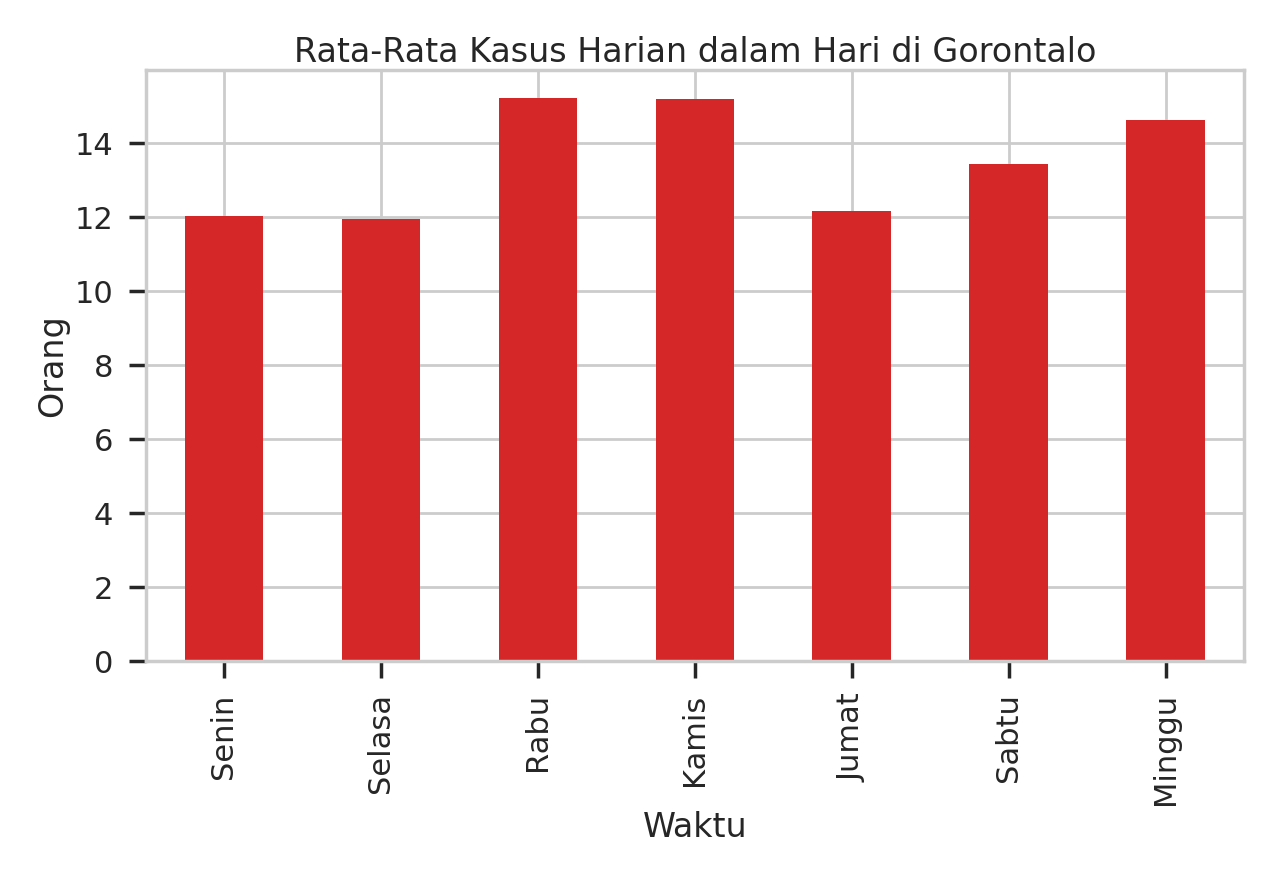 Rata-Rata Kasus Harian dalam Hari di Gorontalo
14
12
10
8
6
4
2
0
Orang
Senin
Selasa
Rabu
Kamis
Jumat
Sabtu
Minggu
Waktu